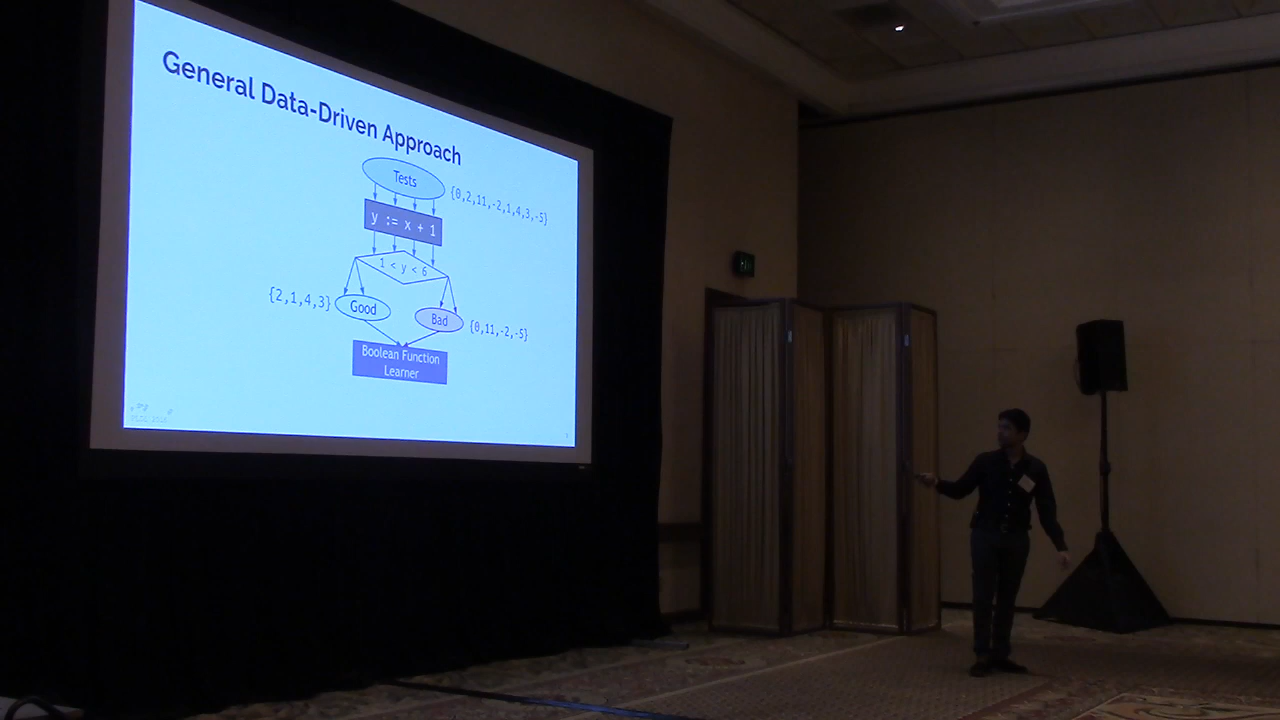 General Data-Driven Approach
Tests
{0,2,11,-2,1,4,3,-5}
y := x + 1
1 < y < 6
{2,1,4,3}
Good
Bad
{0,11,-2,-5}
Boolean Function
Learner